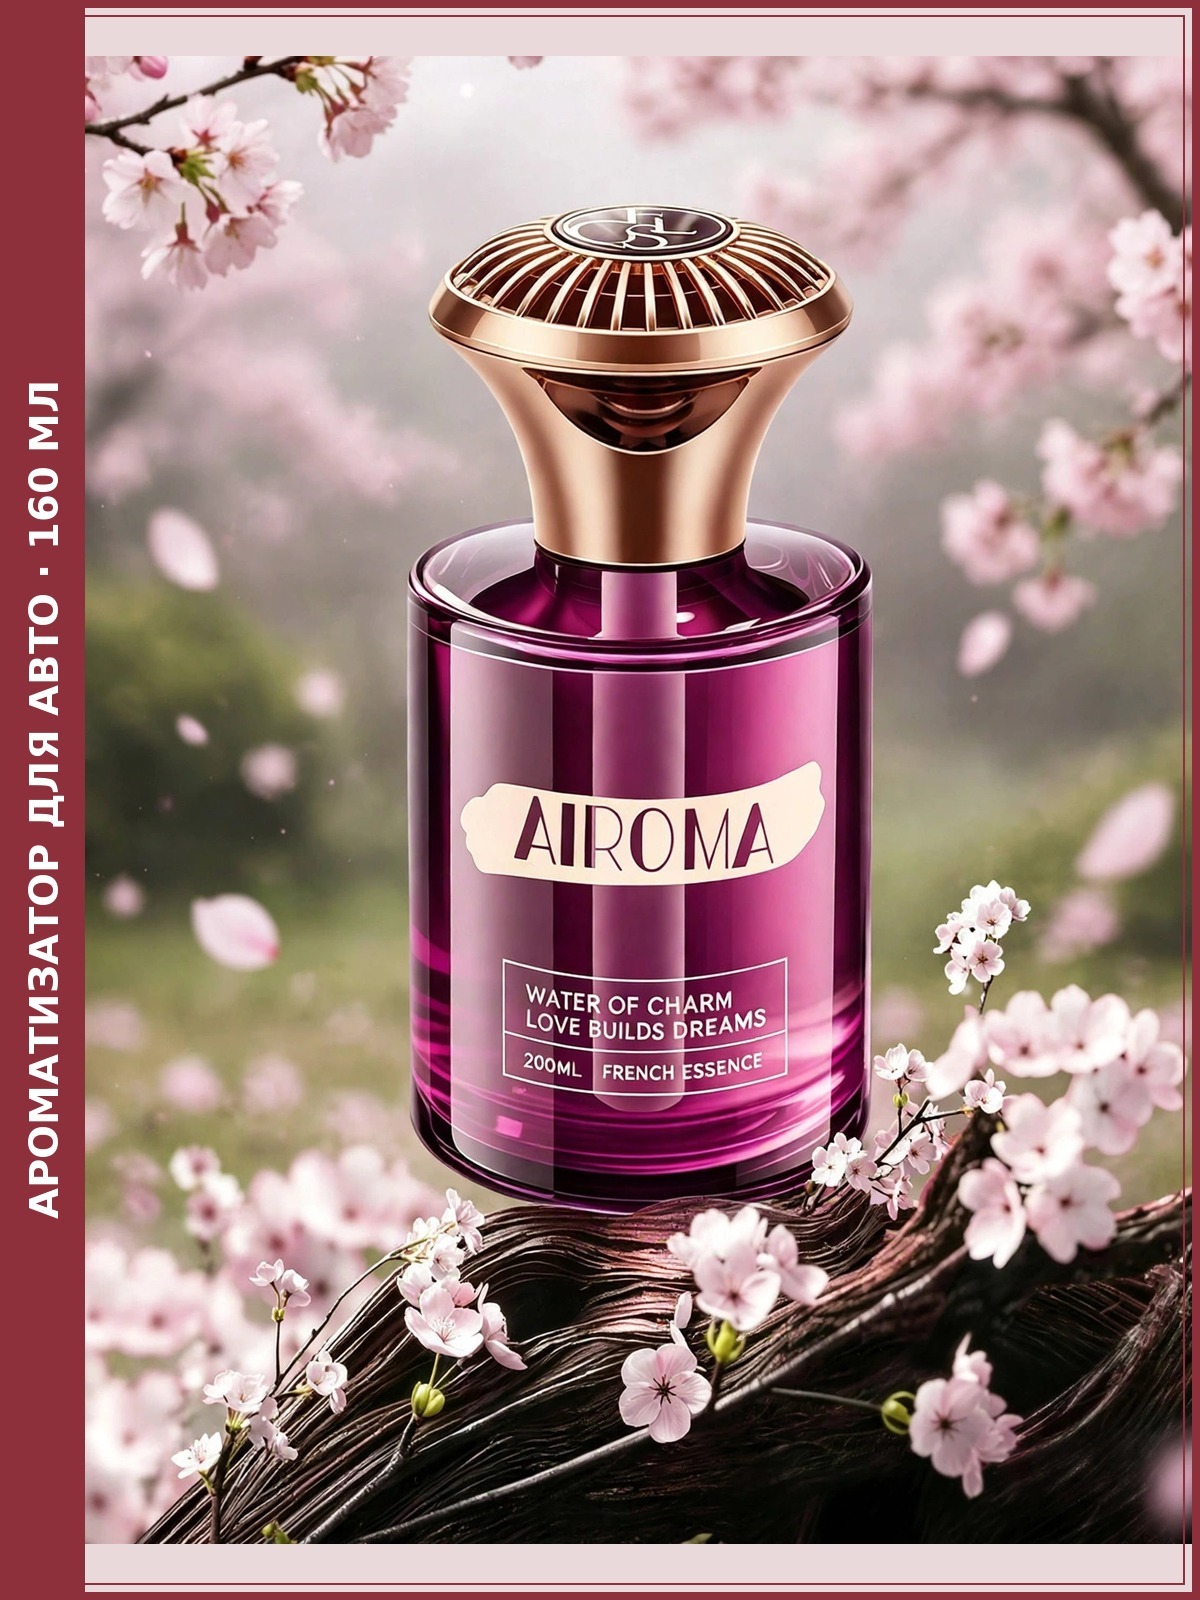 АРОМАТИЗАТОР ДЛЯ АВТО · 160 МЛ
AIROMA
WATER OF CHARM
LOVE BUILDS DREAMS
200ML FRENCH ESSENCE